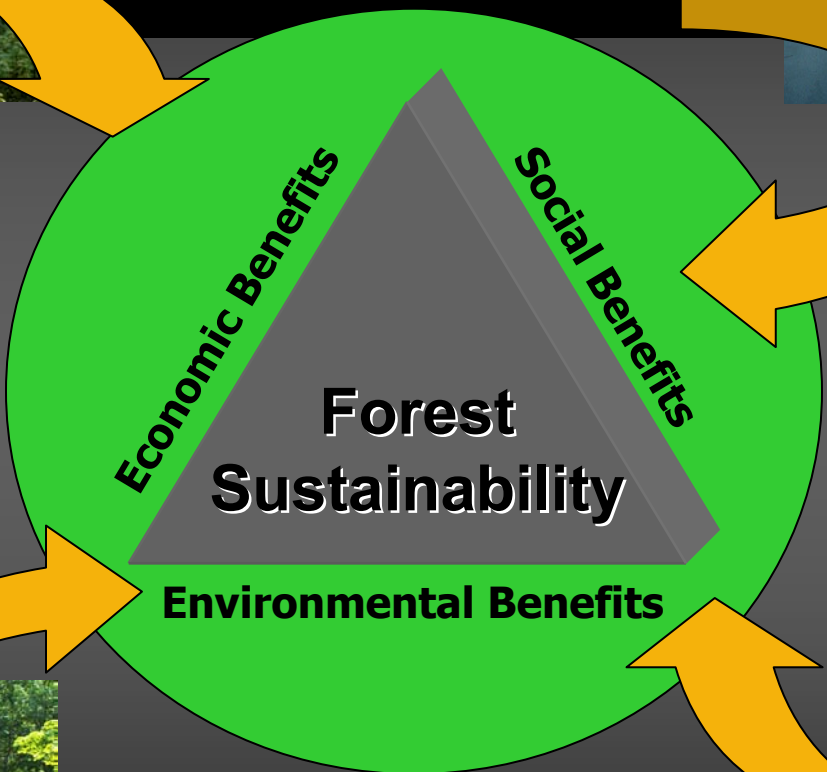 Economic Benefits
Social Benefits
Forest
Sustainability
Environmental Benefits